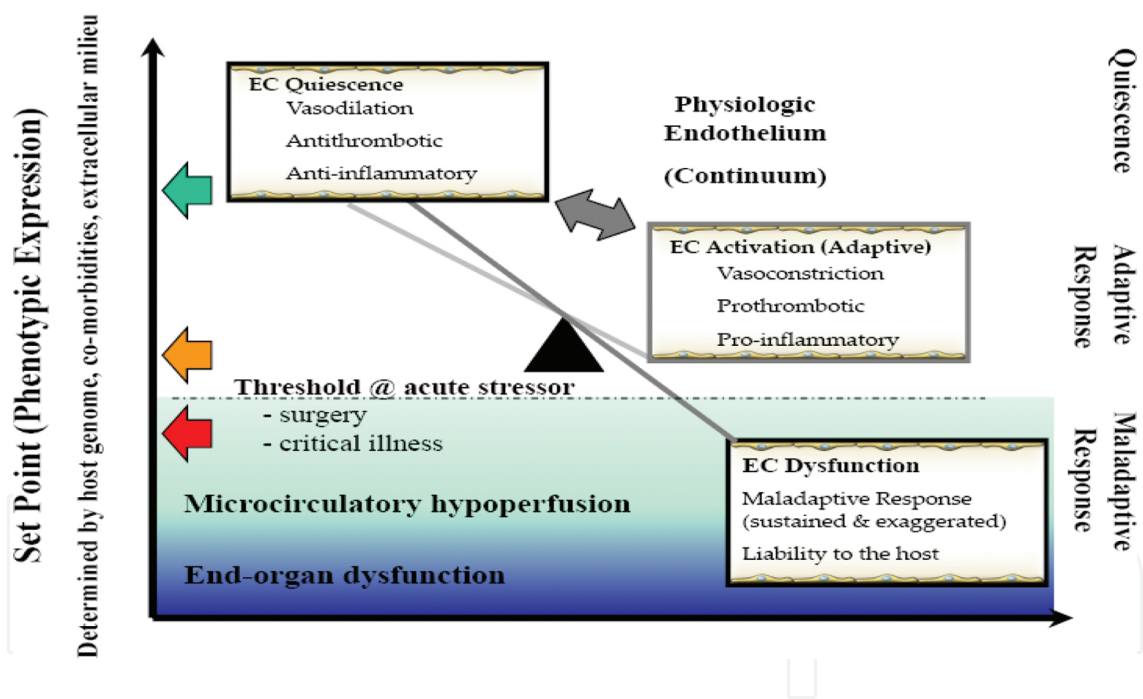 Set Point (Phenotypic Expression)
Determined by host genome, co-morbidities, extracellular milieu
EC Quiescence
Vasodilation
Antithrombotic
Anti-inflammatory
Physiologic
Endothelium
(Continuum)
EC Activation (Adaptive)
Vasoconstriction
Prothrombotic
Pro-inflammatory
Threshold @ acute stressor
- surgery
- critical illness
Microcirculatory hypoperfusion
End-organ dysfunction
EC Dysfunction
Maladaptive Response
(sustained & exaggerated)
Liability to the host
Quiescence
Adaptive
Response
Maladaptive
Response